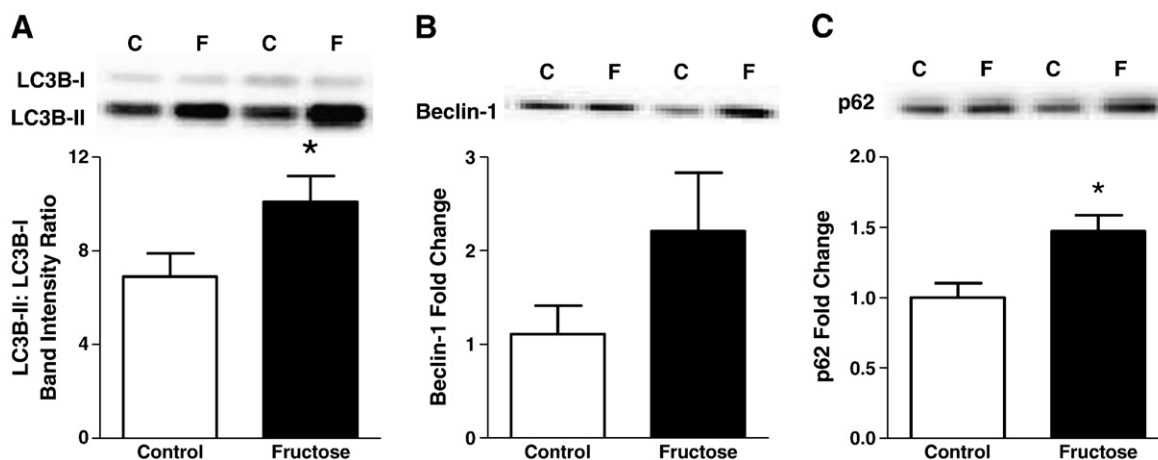 A
C F C F
LC3B-I
LC3B-II
*
12
8
4
0
LC3B-II: LC3B-I
Band Intensity Ratio
Control Fructose
B
C F C F
Beclin-1
3
2
1
0
Beclin-1 Fold Change
Control Fructose
C
C F C F
p62
2.0
*
1.5
1.0
0.5
0.0
p62 Fold Change
Control Fructose